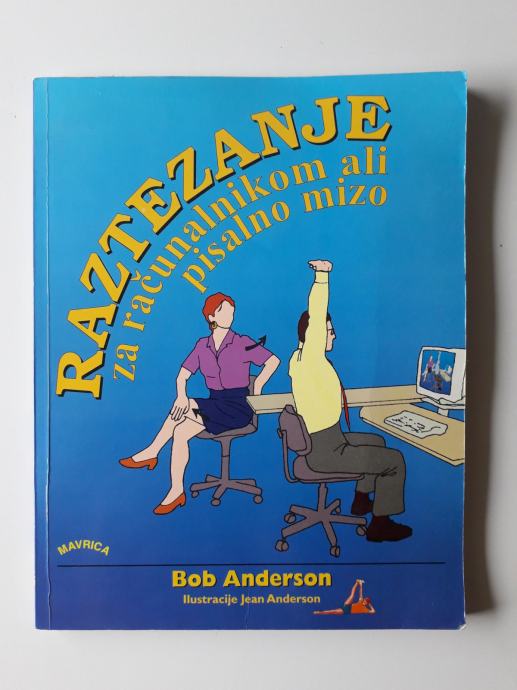 RAZTEZANJE
za računalnikom ali
pisalno mizo
MAVRICA
Bob Anderson
Ilustracije Jean Anderson